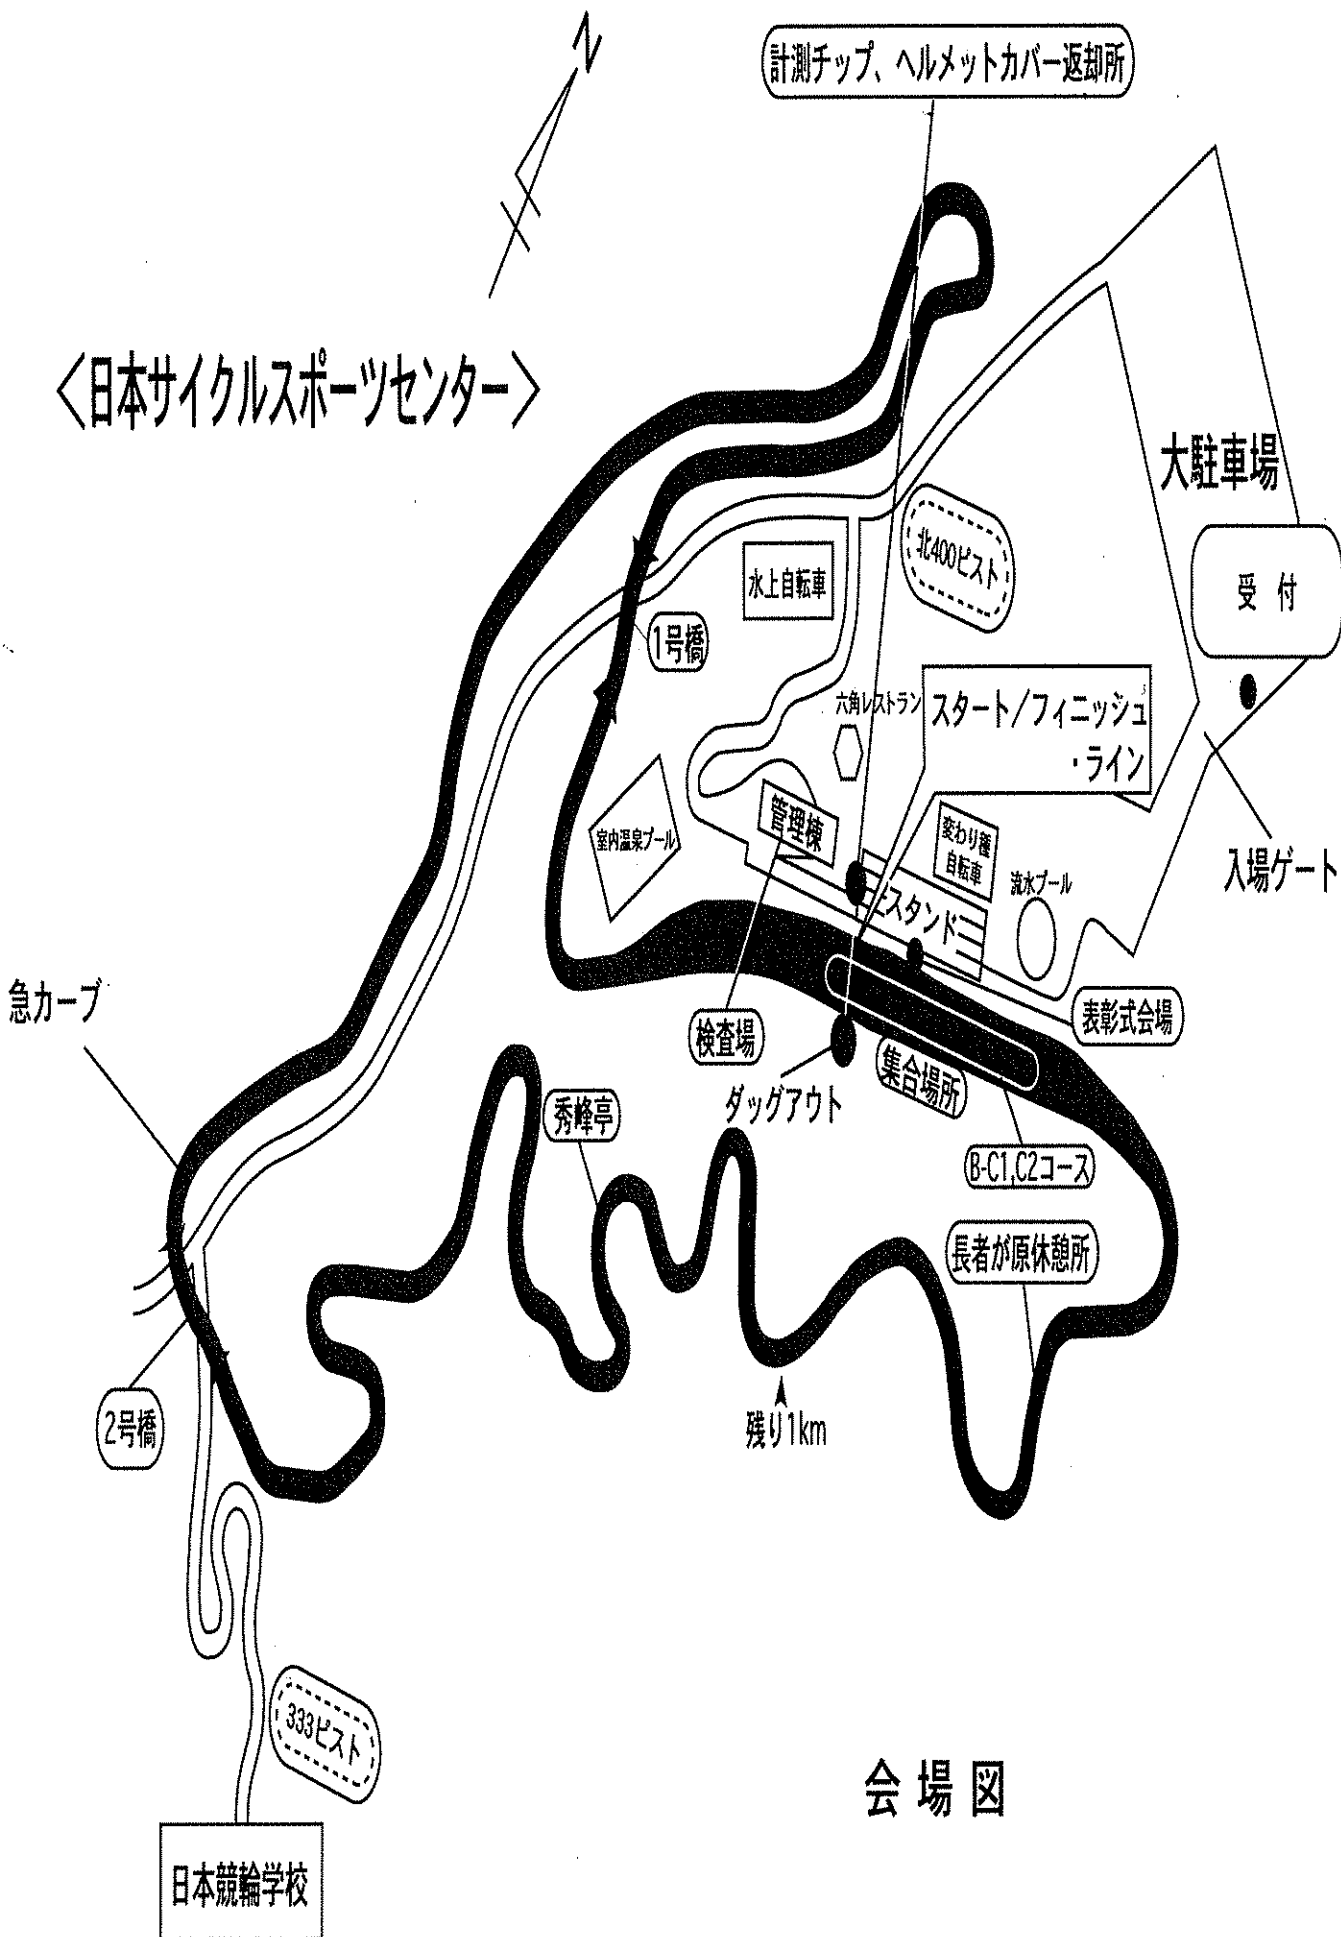 N
計測チップ、ヘルメットカバー返却所
<日本サイクルスポーツセンター>
大駐車場
北400ピスト
水上自転車
受 付
1号橋
六角レストラン
スタート/フィニッシュ
・ライン
管理棟
変わり種
自転車
室内温泉プール
入場ゲート
流水プール
スタンド
急カーブ
表彰式会場
検査場
集合場所
ダッグアウト
秀峰亭
B-C1,C2コース
長者が原休憩所
2号橋
残り1km
333ピスト
会場図
日本競輪学校